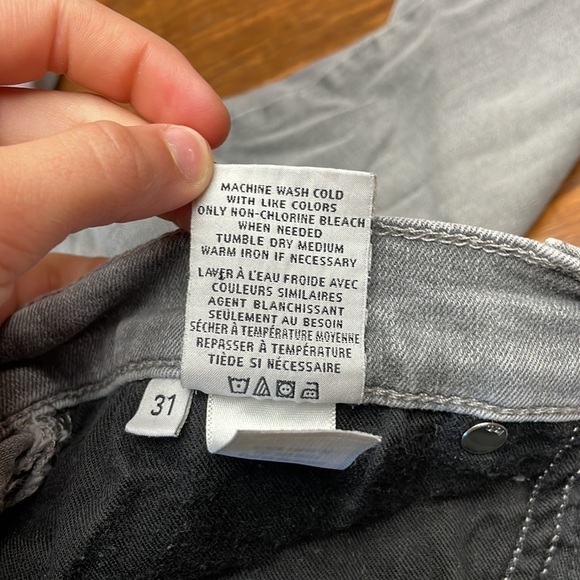 MACHINE WASH COLD
WITH LIKE COLORS
ONLY NON-CHLORINE BLEACH
WHEN NEEDED
TUMBLE DRY MEDIUM
WARM IRON IF NECESSARY
LAVER À L'EAU FROIDE AVEC
COULEURS SIMILAIRES
AGENT BLANCHISSANT
SEULEMENT AU BESOIN
SÉCHER À TEMPÉRATURE MOYENNE
REPASSER À TEMPÉRATURE
TIÈDE SI NÉCESSAIRE
31